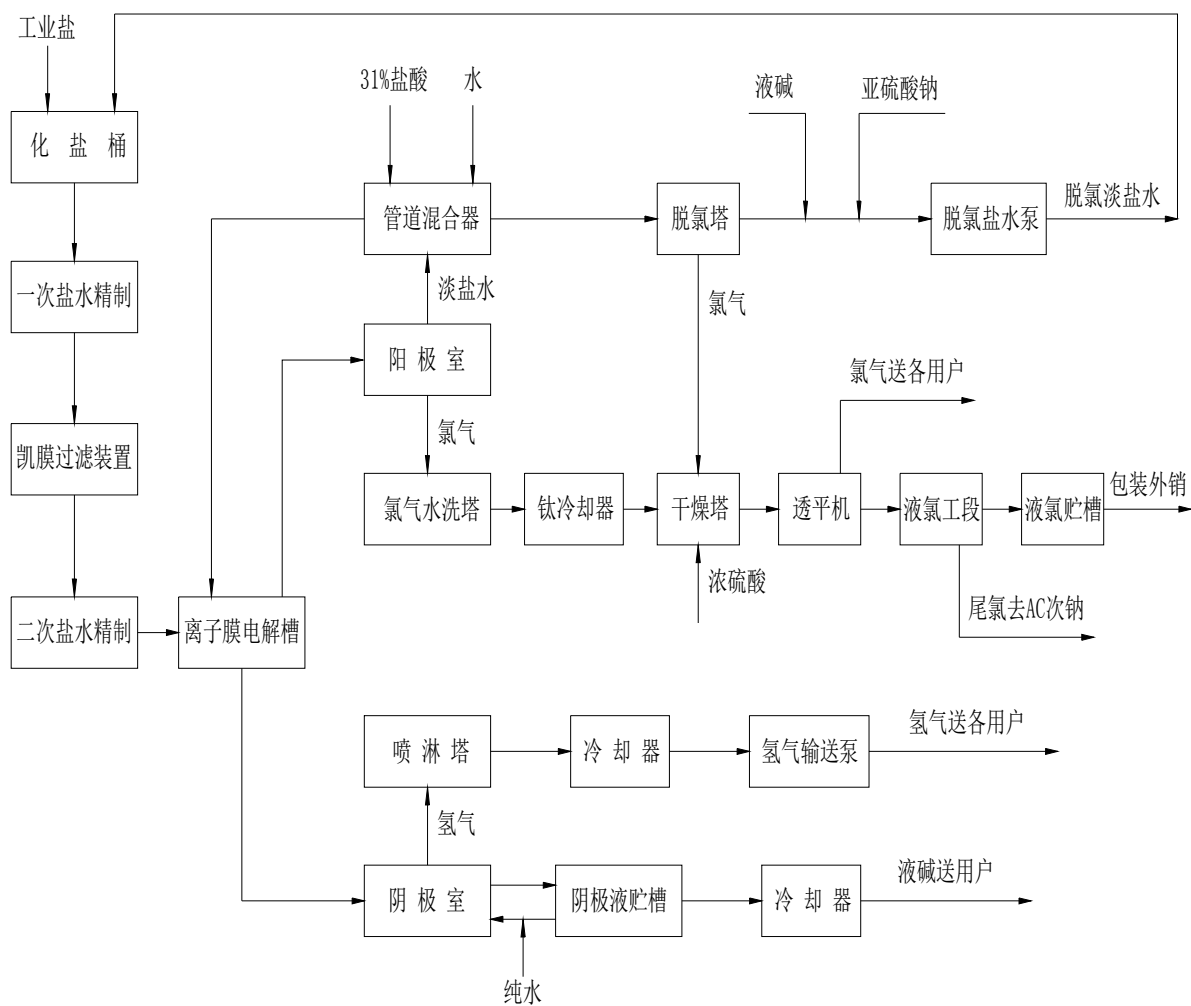 工业盐
31%盐酸
水
液碱
亚硫酸钠
化盐桶
管道混合器
脱氯塔
脱氯盐水泵
脱氯淡盐水
淡盐水
氯气
一次盐水精制
阳极室
氯气送各用户
氯气
凯膜过滤装置
氯气水洗塔
钛冷却器
干燥塔
透平机
液氯工段
液氯贮槽
包装外销
浓硫酸
尾氯去AC次钠
二次盐水精制
离子膜电解槽
喷淋塔
冷却器
氢气输送泵
氢气送各用户
氢气
阴极室
阴极液贮槽
冷却器
液碱送用户
纯水